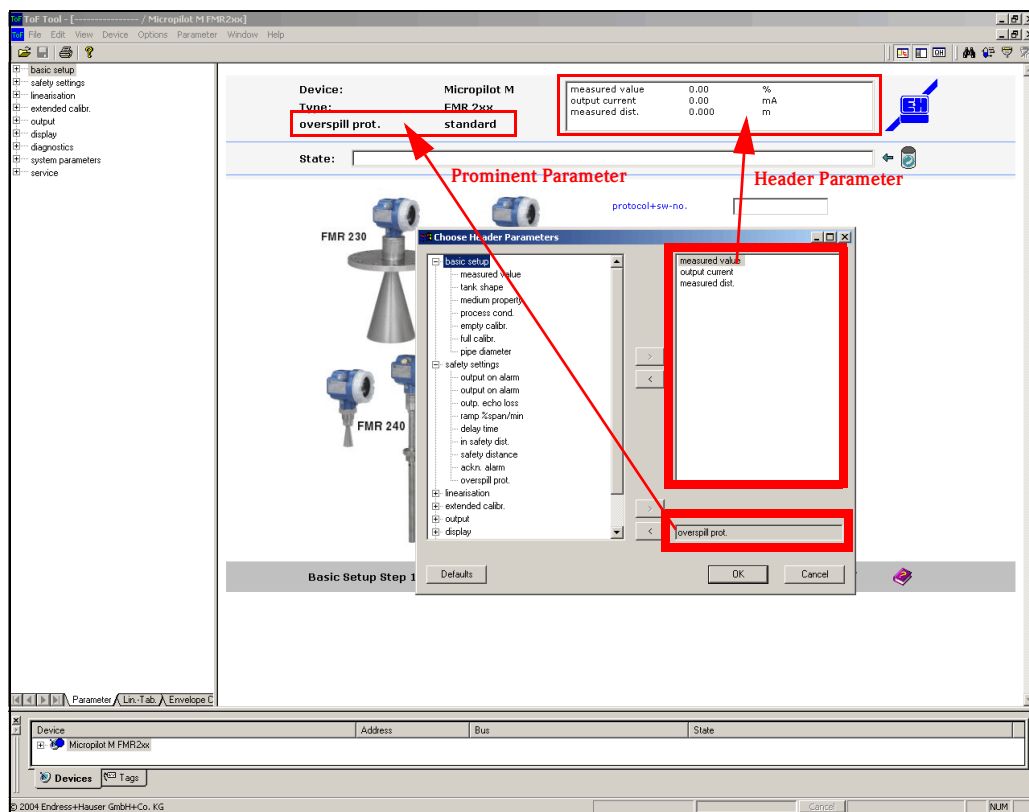 ToF Tool - [---------------- / Micropilot M FMR2xx]
File Edit View Device Options Parameter Window Help
basic setup
safety settings
linearisation
extended calibr.
output
display
diagnostics
system parameters
service
Device: Micropilot M
Type: FMR 2xx
overspill prot. standard
measured value 0.00 %
output current 0.00 mA
measured dist. 0.000 m
EH
State:
Prominent Parameter
Header Parameter
protocol+sw-no.
FMR 230
FMR 240
Choose Header Parameters
basic setup
measured value
tank shape
medium property
process cond.
empty calibr.
full calibr.
pipe diameter
safety settings
output on alarm
output on alarm
outp. echo loss
ramp %span/min
delay time
in safety dist.
safety distance
ackn. alarm
overspill prot.
linearisation
extended calibr.
output
display
>
<
>
<
measured value
output current
measured dist.
overspill prot.
Defaults
OK
Cancel
Basic Setup Step 1
Parameter Lin.-Tab. Envelope C
Device Address Bus State
Micropilot M FMR2xx
Devices Tags
© 2004 Endress+Hauser GmbH+Co. KG
Cancel
NUM